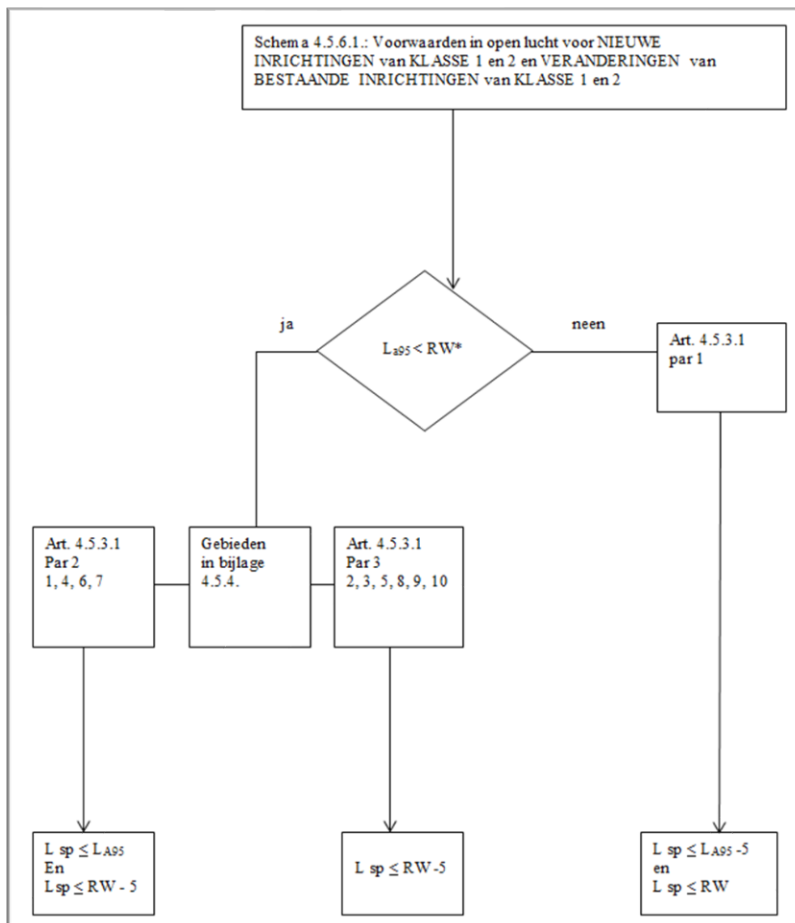 Schema 4.5.6.1.: Voorwaarden in open lucht voor NIEUWE
INRICHTINGEN van KLASSE 1 en 2 en VERANDERINGEN van
BESTAANDE INRICHTINGEN van KLASSE 1 en 2
ja
neen
La95 < RW*
Art. 4.5.3.1
par 1
Art. 4.5.3.1
Par 2
1, 4, 6, 7
Gebieden
in bijlage
4.5.4.
Art. 4.5.3.1
Par 3
2, 3, 5, 8, 9, 10
L sp ≤ LA95
En
Lsp ≤ RW - 5
L sp ≤ RW -5
L sp ≤ LA95 -5
en
L sp ≤ RW